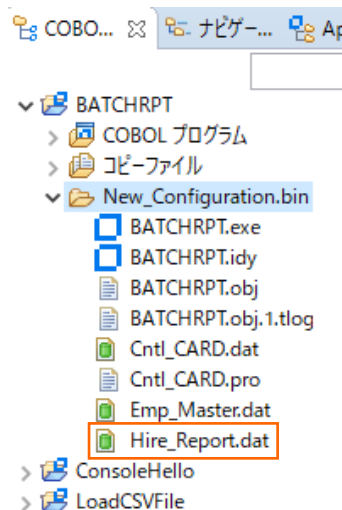 COBO... ナビゲー... Ap
BATCHRPT
COBOL プログラム
コピーファイル
New_Configuration.bin
BATCHRPT.exe
BATCHRPT.idy
BATCHRPT.obj
BATCHRPT.obj.1.tlog
Cntl_CARD.dat
Cntl_CARD.pro
Emp_Master.dat
Hire_Report.dat
ConsoleHello
LoadCSVFile